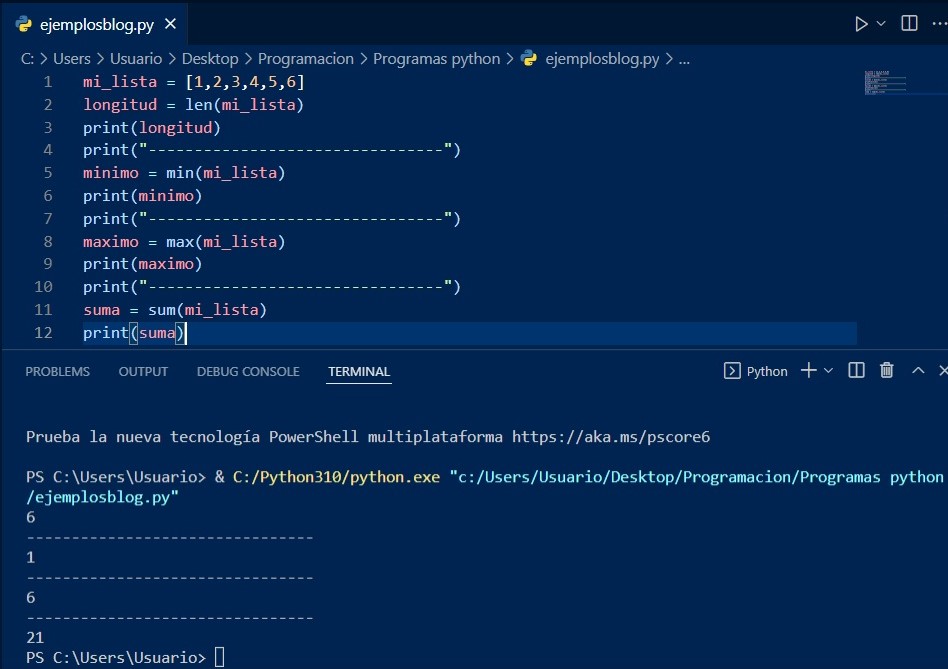 ejemplosblog.py
C: > Users > Usuario > Desktop > Programacion > Programas python > ejemplosblog.py > ...
1 mi_lista = [1,2,3,4,5,6]
2 longitud = len(mi_lista)
3 print(longitud)
4 print("--------------------------------")
5 minimo = min(mi_lista)
6 print(minimo)
7 print("--------------------------------")
8 maximo = max(mi_lista)
9 print(maximo)
10 print("--------------------------------")
11 suma = sum(mi_lista)
12 print(suma)
PROBLEMS OUTPUT DEBUG CONSOLE TERMINAL Python
Prueba la nueva tecnología PowerShell multiplataforma https://aka.ms/pscore6
PS C:\Users\Usuario> & C:/Python310/python.exe "c:/Users/Usuario/Desktop/Programacion/Programas python
/ejemplosblog.py"
6
--------------------------------
1
--------------------------------
6
--------------------------------
21
PS C:\Users\Usuario>